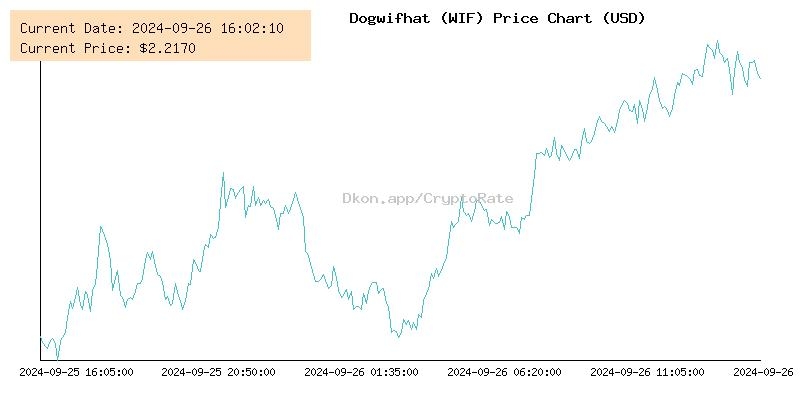 Dogwifhat (WIF) Price Chart (USD)
Current Date: 2024-09-26 16:02:10
Current Price: $2.2170
Dkon.app/CryptoRate
2024-09-25 16:05:00 2024-09-25 20:50:00 2024-09-26 01:35:00 2024-09-26 06:20:00 2024-09-26 11:05:00 2024-09-26